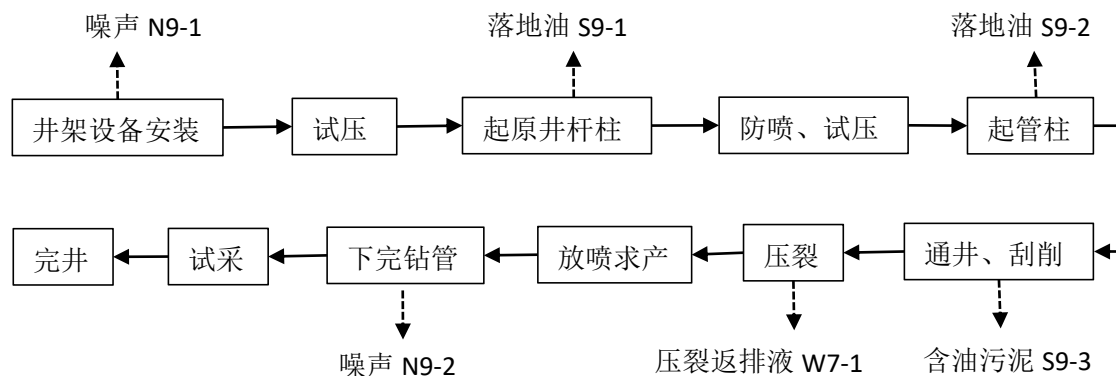 噪声 N9-1
落地油 S9-1
落地油 S9-2
井架设备安装
试压
起原井杆柱
防喷、试压
起管柱
完井
试采
下完钻管
放喷求产
压裂
通井、刮削
噪声 N9-2
压裂返排液 W7-1
含油污泥 S9-3